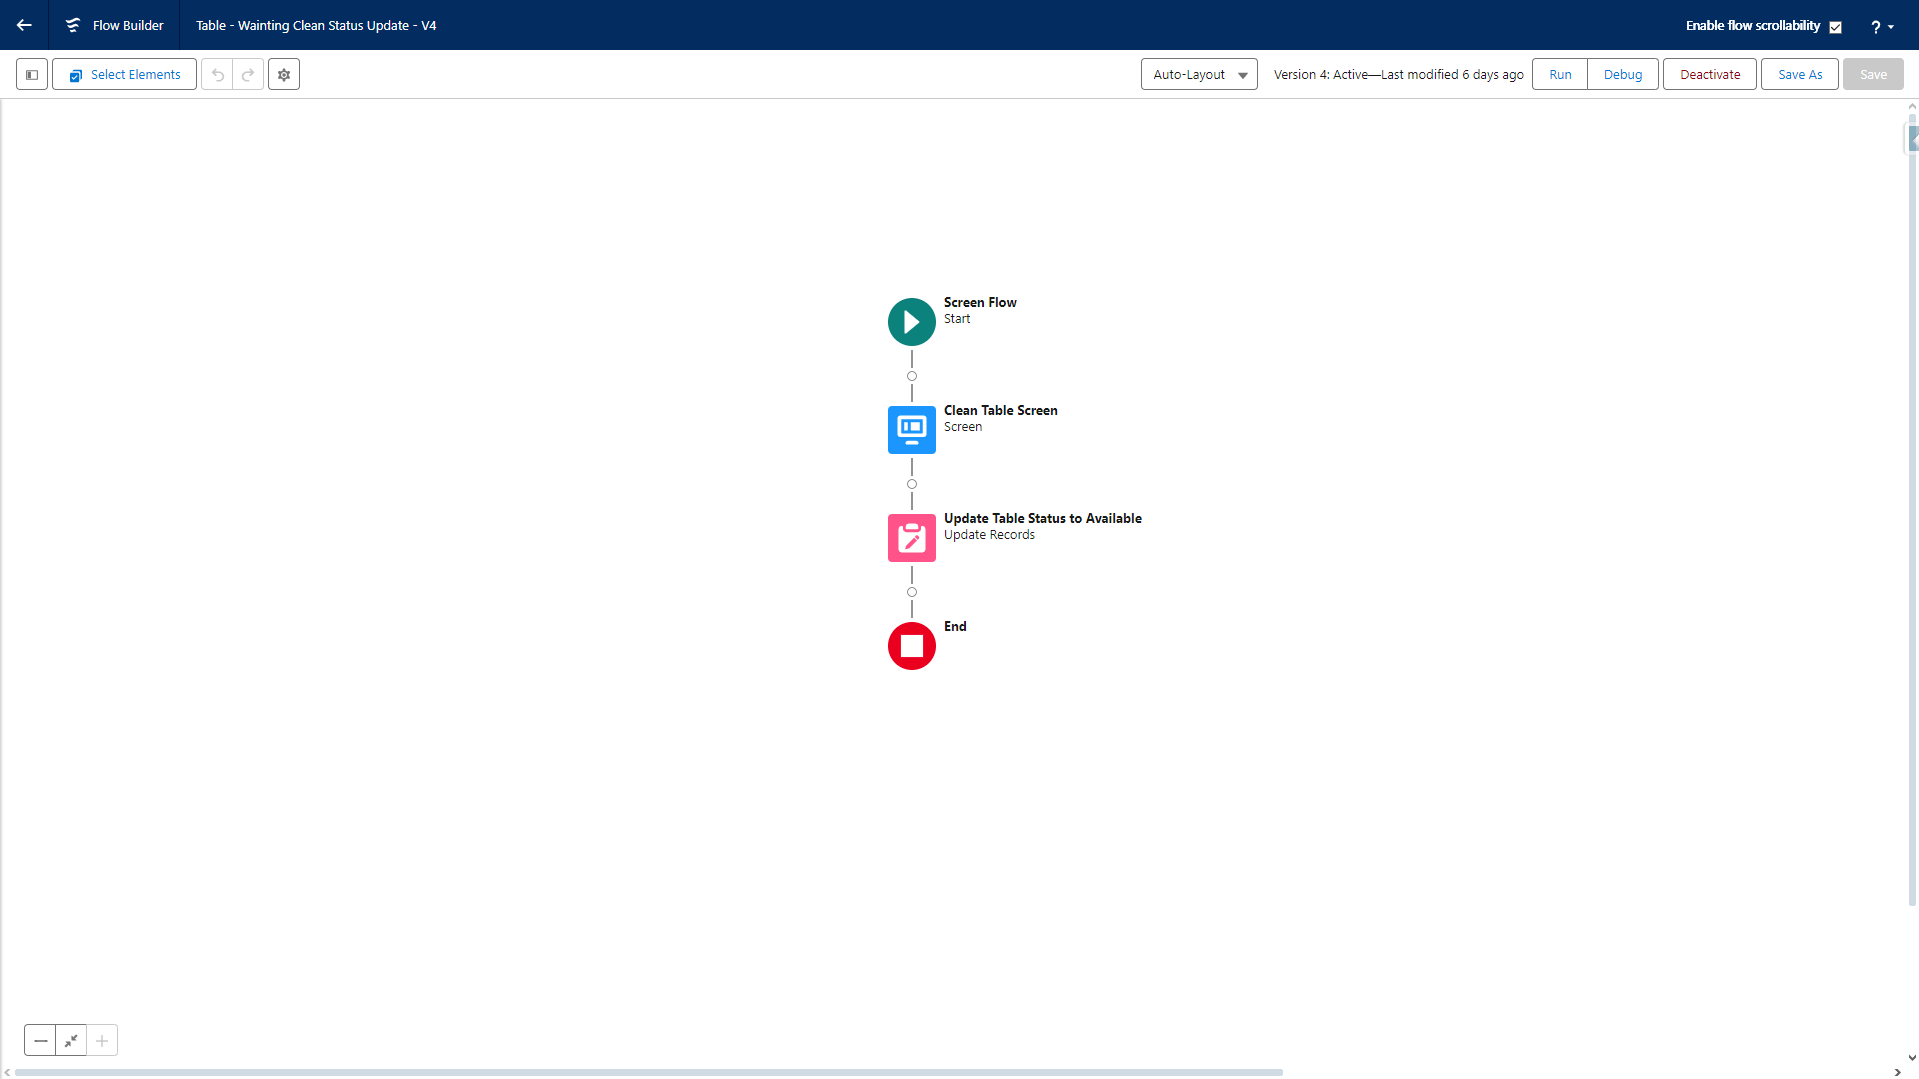 Flow Builder
Table - Wainting Clean Status Update - V4
Enable flow scrollability
?
Select Elements
Auto-Layout
Version 4: Active—Last modified 6 days ago
Run
Debug
Deactivate
Save As
Save
Screen Flow
Start
Clean Table Screen
Screen
Update Table Status to Available
Update Records
End